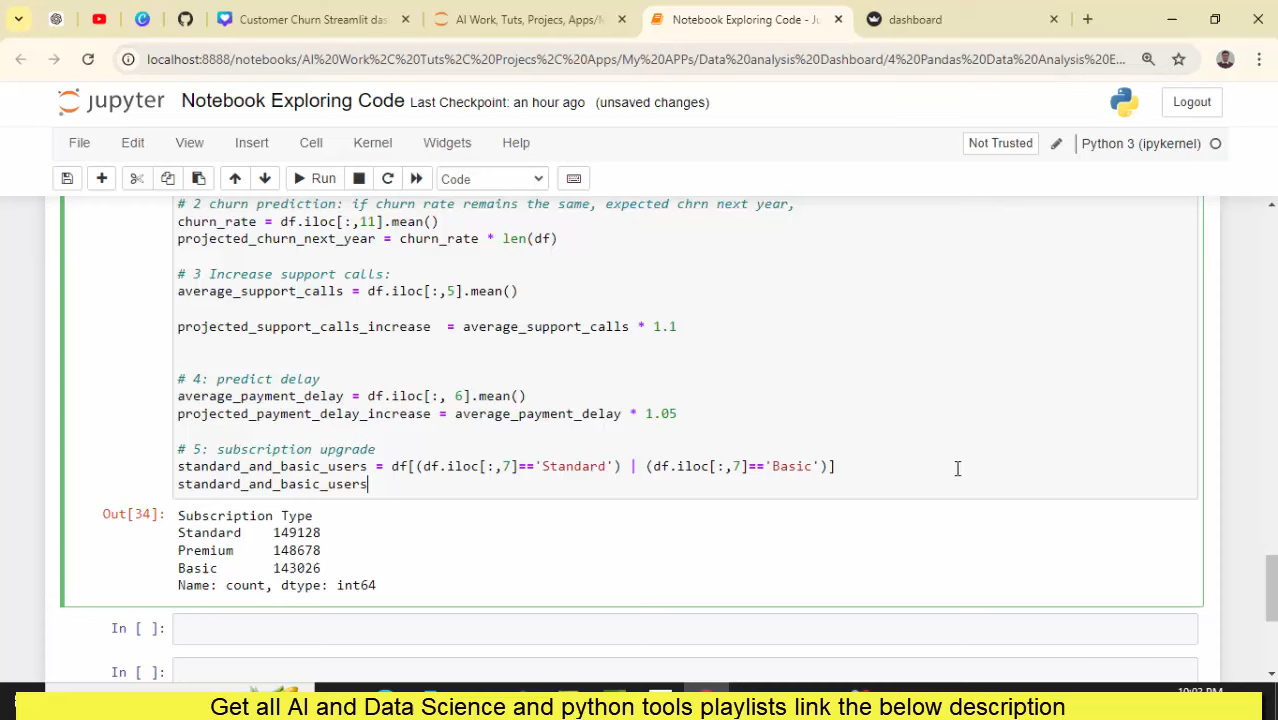 Customer Churn Streamlit das
AI Work, Tuts, Projecs, Apps/M
Notebook Exploring Code - Ju
dashboard
localhost:8888/notebooks/AI%20Work%2C%20Tuts%2C%20Projecs%2C%20Apps/My%20APPs/Data%20analysis%20Dashboard/4%20Pandas%20Data%20Analysis%20E...
jupyter Notebook Exploring Code Last Checkpoint: an hour ago (unsaved changes)
Logout
File Edit View Insert Cell Kernel Widgets Help
Not Trusted
Python 3 (ipykernel)
Run
Code
# 2 churn prediction: if churn rate remains the same, expected chrn next year,
churn_rate = df.iloc[:,11].mean()
projected_churn_next_year = churn_rate * len(df)
# 3 Increase support calls:
average_support_calls = df.iloc[:,5].mean()
projected_support_calls_increase  = average_support_calls * 1.1
# 4: predict delay
average_payment_delay = df.iloc[:, 6].mean()
projected_payment_delay_increase = average_payment_delay * 1.05
# 5: subscription upgrade
standard_and_basic_users = df[(df.iloc[:,7]=='Standard') | (df.iloc[:,7]=='Basic')]
standard_and_basic_users
Out[34]: Subscription Type
Standard    149128
Premium     148678
Basic       143026
Name: count, dtype: int64
In [ ]:
In [ ]:
Get all AI and Data Science and python tools playlists link the below description